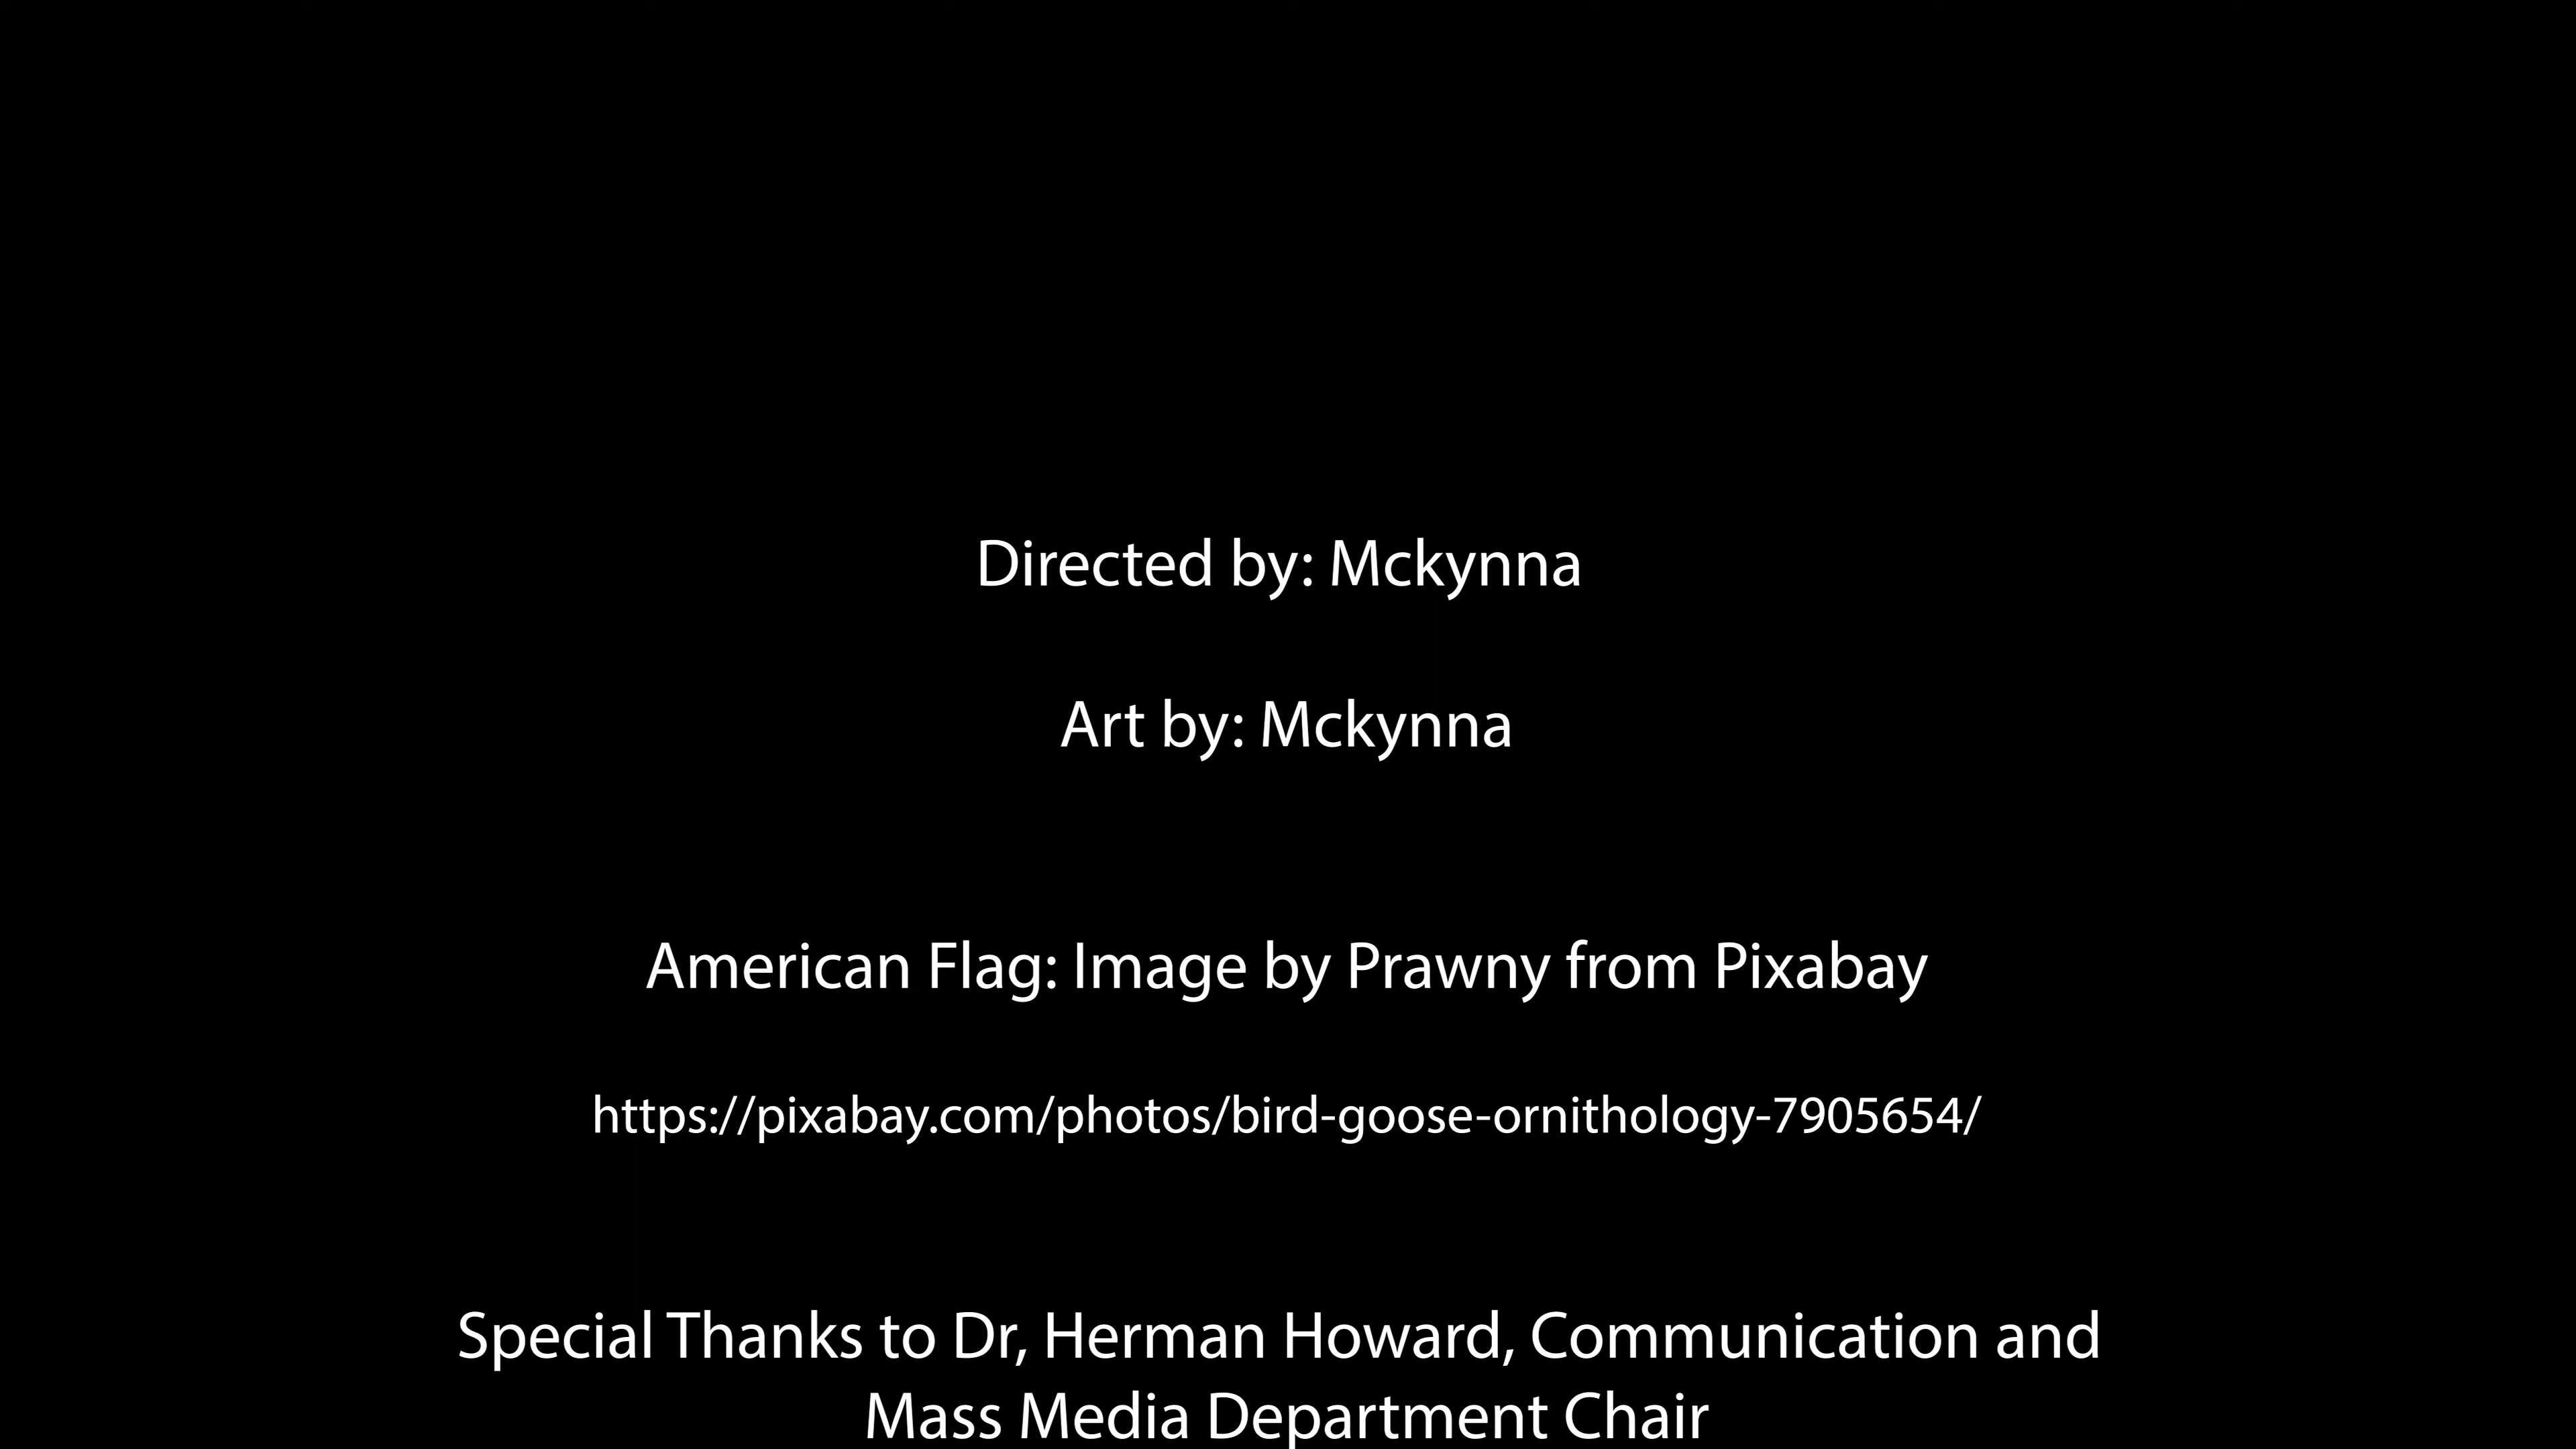 Directed by: Mckynna
Art by: Mckynna
American Flag: Image by Prawny from Pixabay
https://pixabay.com/photos/bird-goose-ornithology-7905654/
Special Thanks to Dr, Herman Howard, Communication and
Mass Media Department Chair